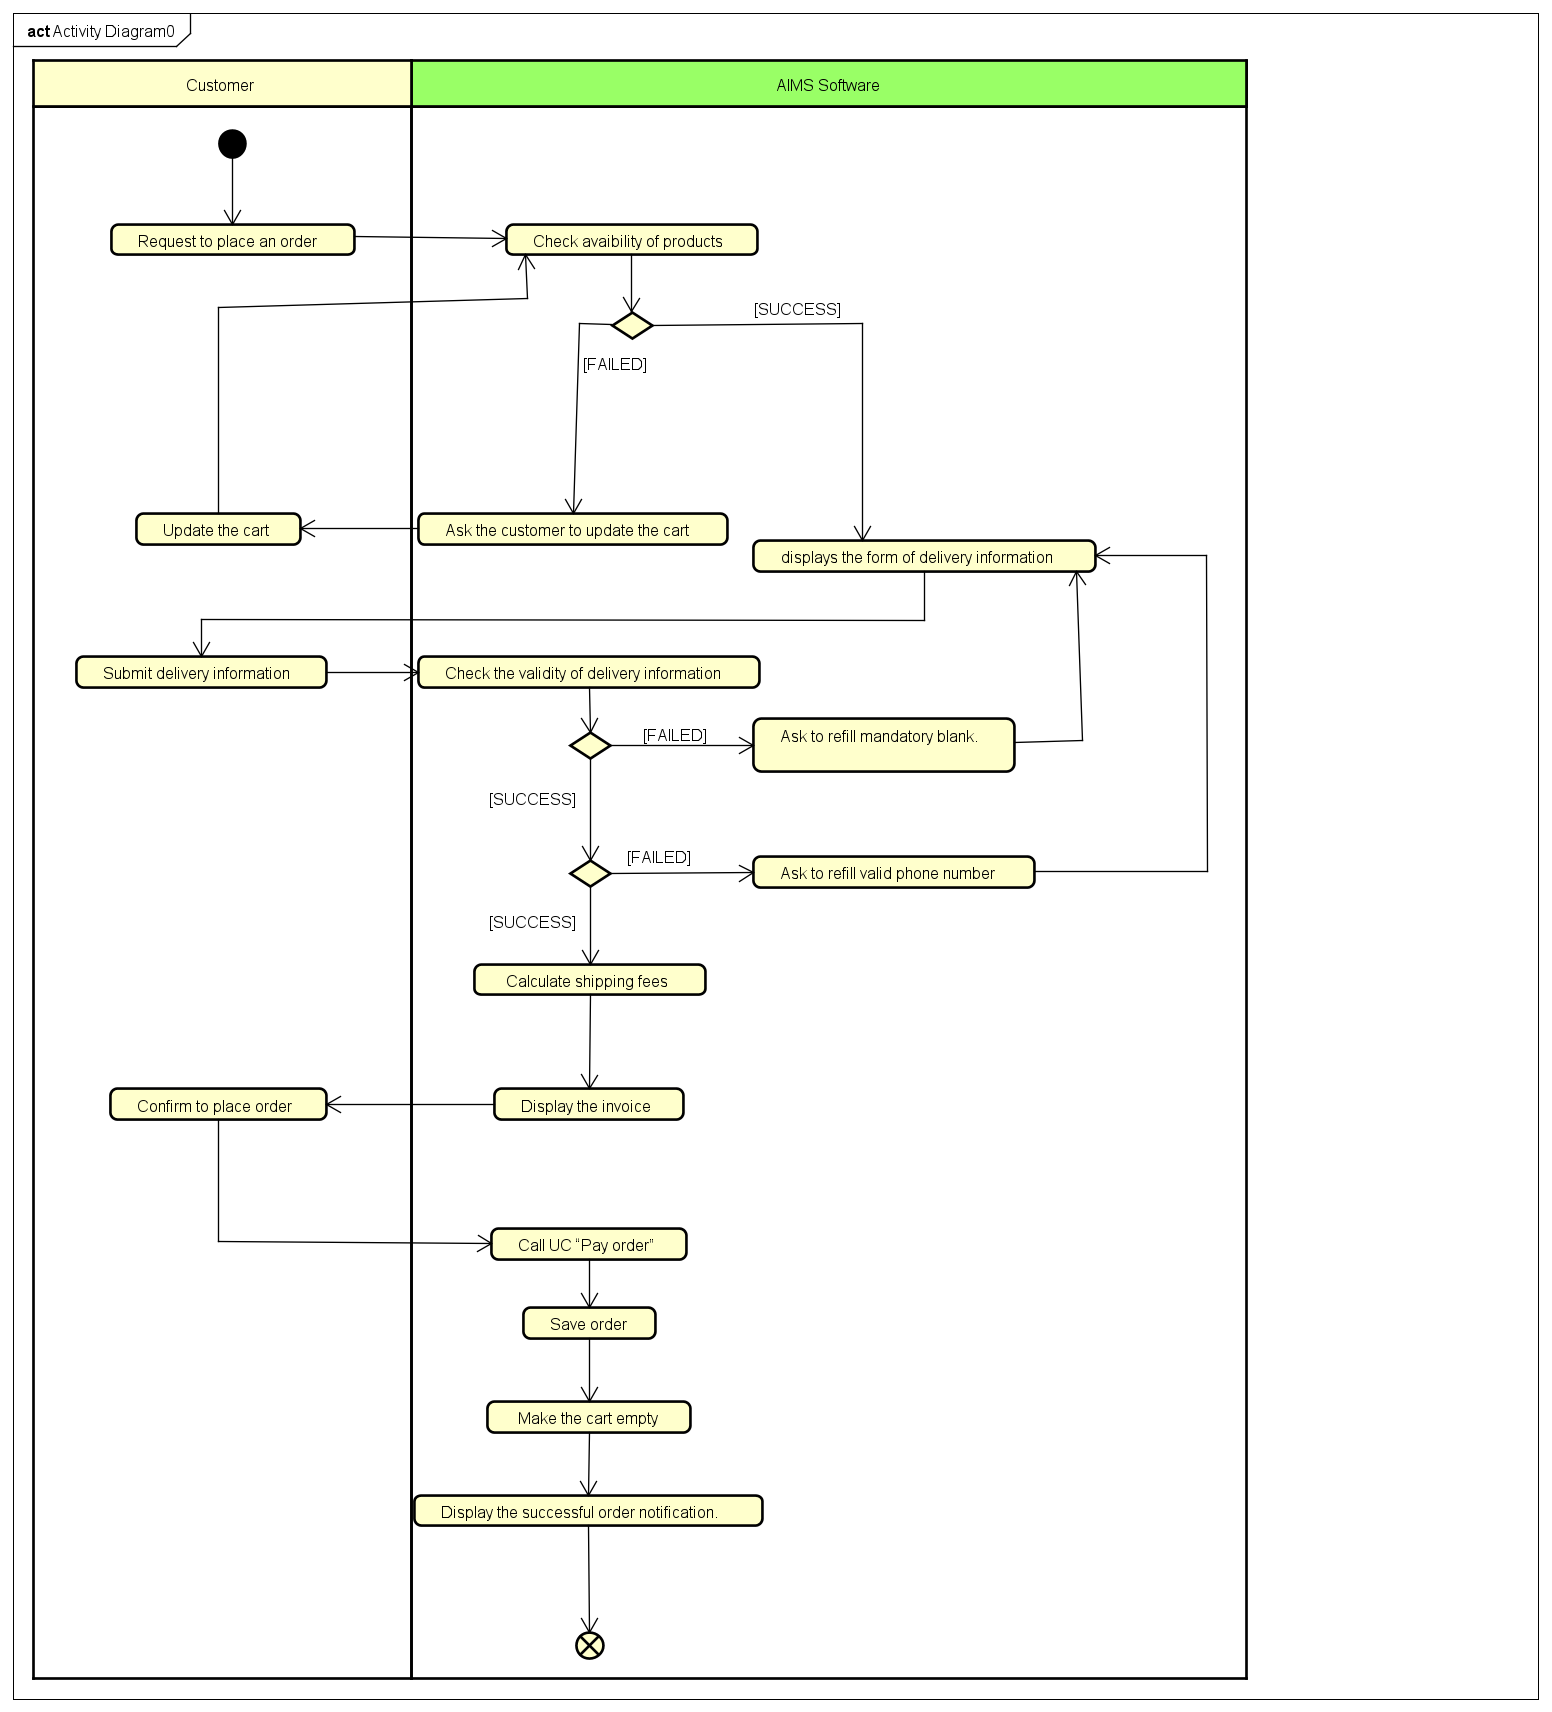 act Activity Diagram0
Customer
AIMS Software
Request to place an order
Check avaibility of products
[SUCCESS]
[FAILED]
Update the cart
Ask the customer to update the cart
displays the form of delivery information
Submit delivery information
Check the validity of delivery information
[FAILED]
Ask to refill mandatory blank.
[SUCCESS]
[FAILED]
Ask to refill valid phone number
[SUCCESS]
Calculate shipping fees
Confirm to place order
Display the invoice
Call UC “Pay order”
Save order
Make the cart empty
Display the successful order notification.